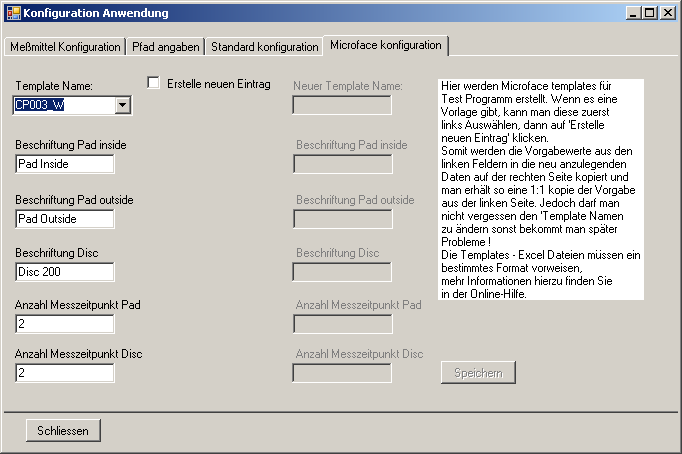 Konfiguration Anwendung
Meßmittel Konfiguration
Pfad angaben
Standard konfiguration
Microface konfiguration
Template Name:
CP003_W
Erstelle neuen Eintrag
Neuer Template Name:
Beschriftung Pad inside
Pad Inside
Beschriftung Pad inside
Beschriftung Pad outside
Pad Outside
Beschriftung Pad outside
Beschriftung Disc
Disc 200
Beschriftung Disc
Anzahl Messzeitpunkt Pad
2
Anzahl Messzeitpunkt Pad
Anzahl Messzeitpunkt Disc
2
Anzahl Messzeitpunkt Disc
Hier werden Microface templates für
Test Programm erstellt. Wenn es eine
Vorlage gibt, kann man diese zuerst
links Auswählen, dann auf 'Erstelle
neuen Eintrag' klicken.
Somit werden die Vorgabewerte aus den
linken Feldern in die neu anzulegenden
Daten auf der rechten Seite kopiert und
man erhält so eine 1:1 kopie der Vorgabe
aus der linken Seite. Jedoch darf man
nicht vergessen den 'Template Namen
zu ändern sonst bekommt man später
Probleme !
Die Templates - Excel Dateien müssen ein
bestimmtes Format vorweisen,
mehr Informationen hierzu finden Sie
in der Online-Hilfe.
Speichern
Schliessen